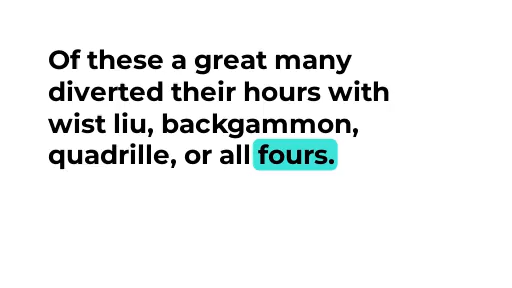 Of these a great many
diverted their hours with
wist liu, backgammon,
quadrille, or all fours.